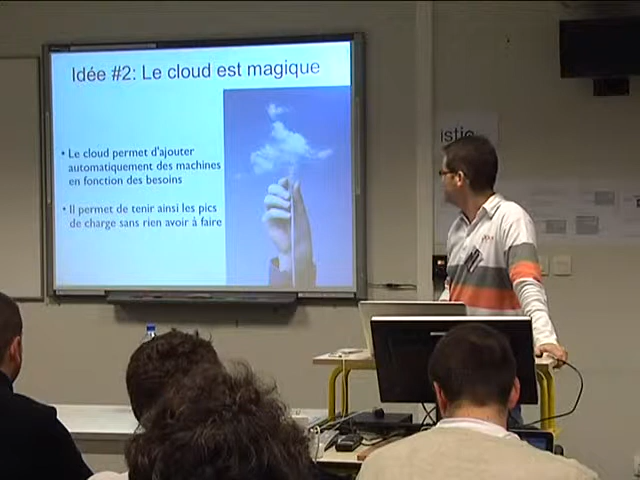 Idée #2: Le cloud est magique
• Le cloud permet d'ajouter
automatiquement des machines
en fonction des besoins
• Il permet de tenir ainsi les pics
de charge sans rien avoir à faire
istic